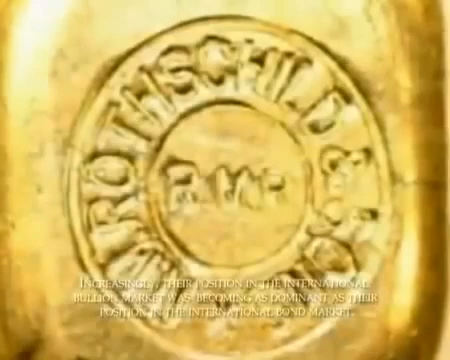 ROTHSCHILD &
RMR
INCREASINGLY, THEIR POSITION IN THE INTERNATIONAL
BULLION MARKET WAS BECOMING AS DOMINANT AS THEIR
POSITION IN THE INTERNATIONAL BOND MARKET.